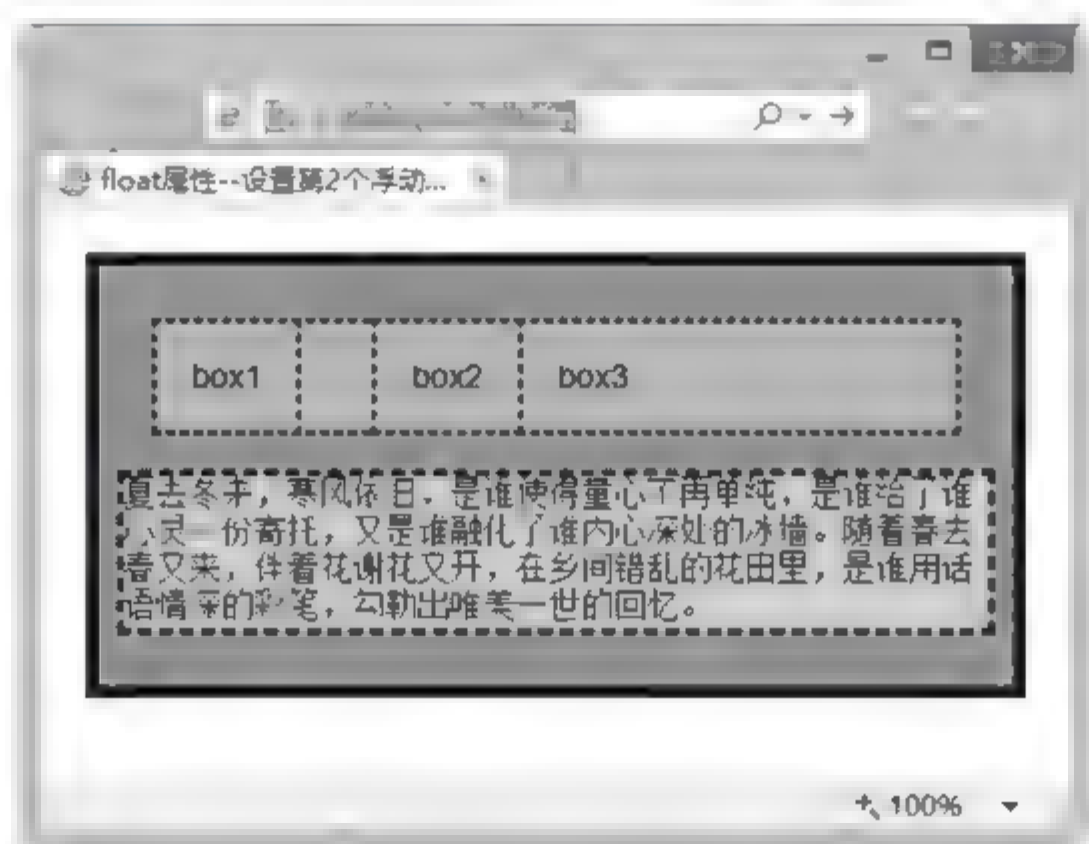 float属性--设置第2个浮动...
box1 box2 box3
夏去冬来，寒风依旧，是谁使得童心不再单纯，是谁给了谁
心灵一份寄托，又是谁融化了谁内心深处的冰墙。随着春去
春又来，伴着花谢花又开，在乡间错乱的花田里，是谁用话
语情深的彩笔，勾勒出唯美一世的回忆。
100%